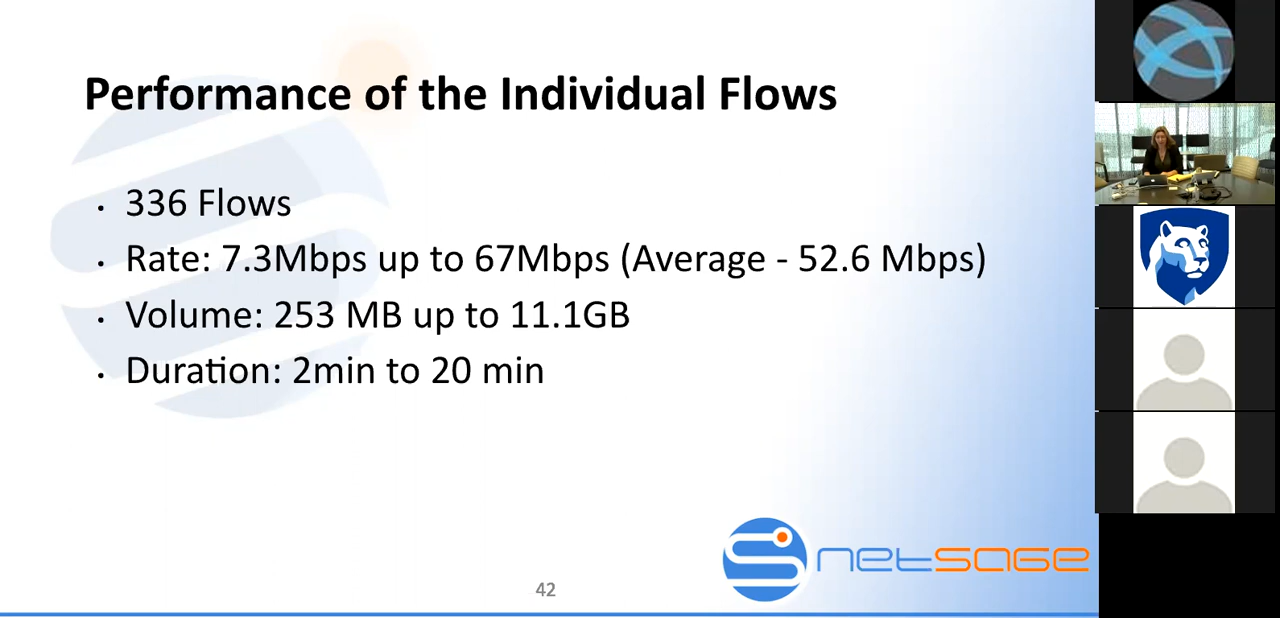 Performance of the Individual Flows
• 336 Flows
• Rate: 7.3Mbps up to 67Mbps (Average - 52.6 Mbps)
• Volume: 253 MB up to 11.1GB
• Duration: 2min to 20 min
netsage
42